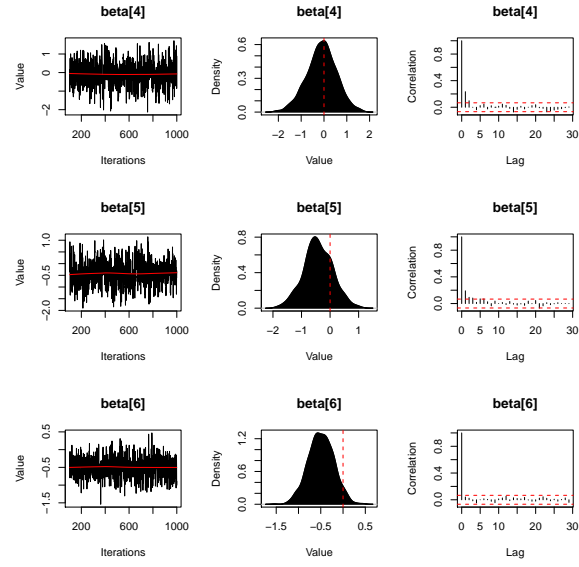 beta[4] beta[4] beta[4]
Value
−2 0 1
200 600 1000
Iterations
Density
0.0 0.3 0.6
−2 −1 0 1 2
Value
Correlation
0.0 0.4 0.8
0 5 10 15 20 25 30
Lag
beta[5] beta[5] beta[5]
Value
−2.0 −0.5 1.0
200 600 1000
Iterations
Density
0.0 0.4 0.8
−2 −1 0 1
Value
Correlation
0.0 0.4 0.8
0 5 10 20 30
Lag
beta[6] beta[6] beta[6]
Value
−1.5 −0.5 0.5
200 600 1000
Iterations
Density
0.0 0.6 1.2
−1.5 −0.5 0.5
Value
Correlation
0.0 0.4 0.8
0 5 10 20 30
Lag